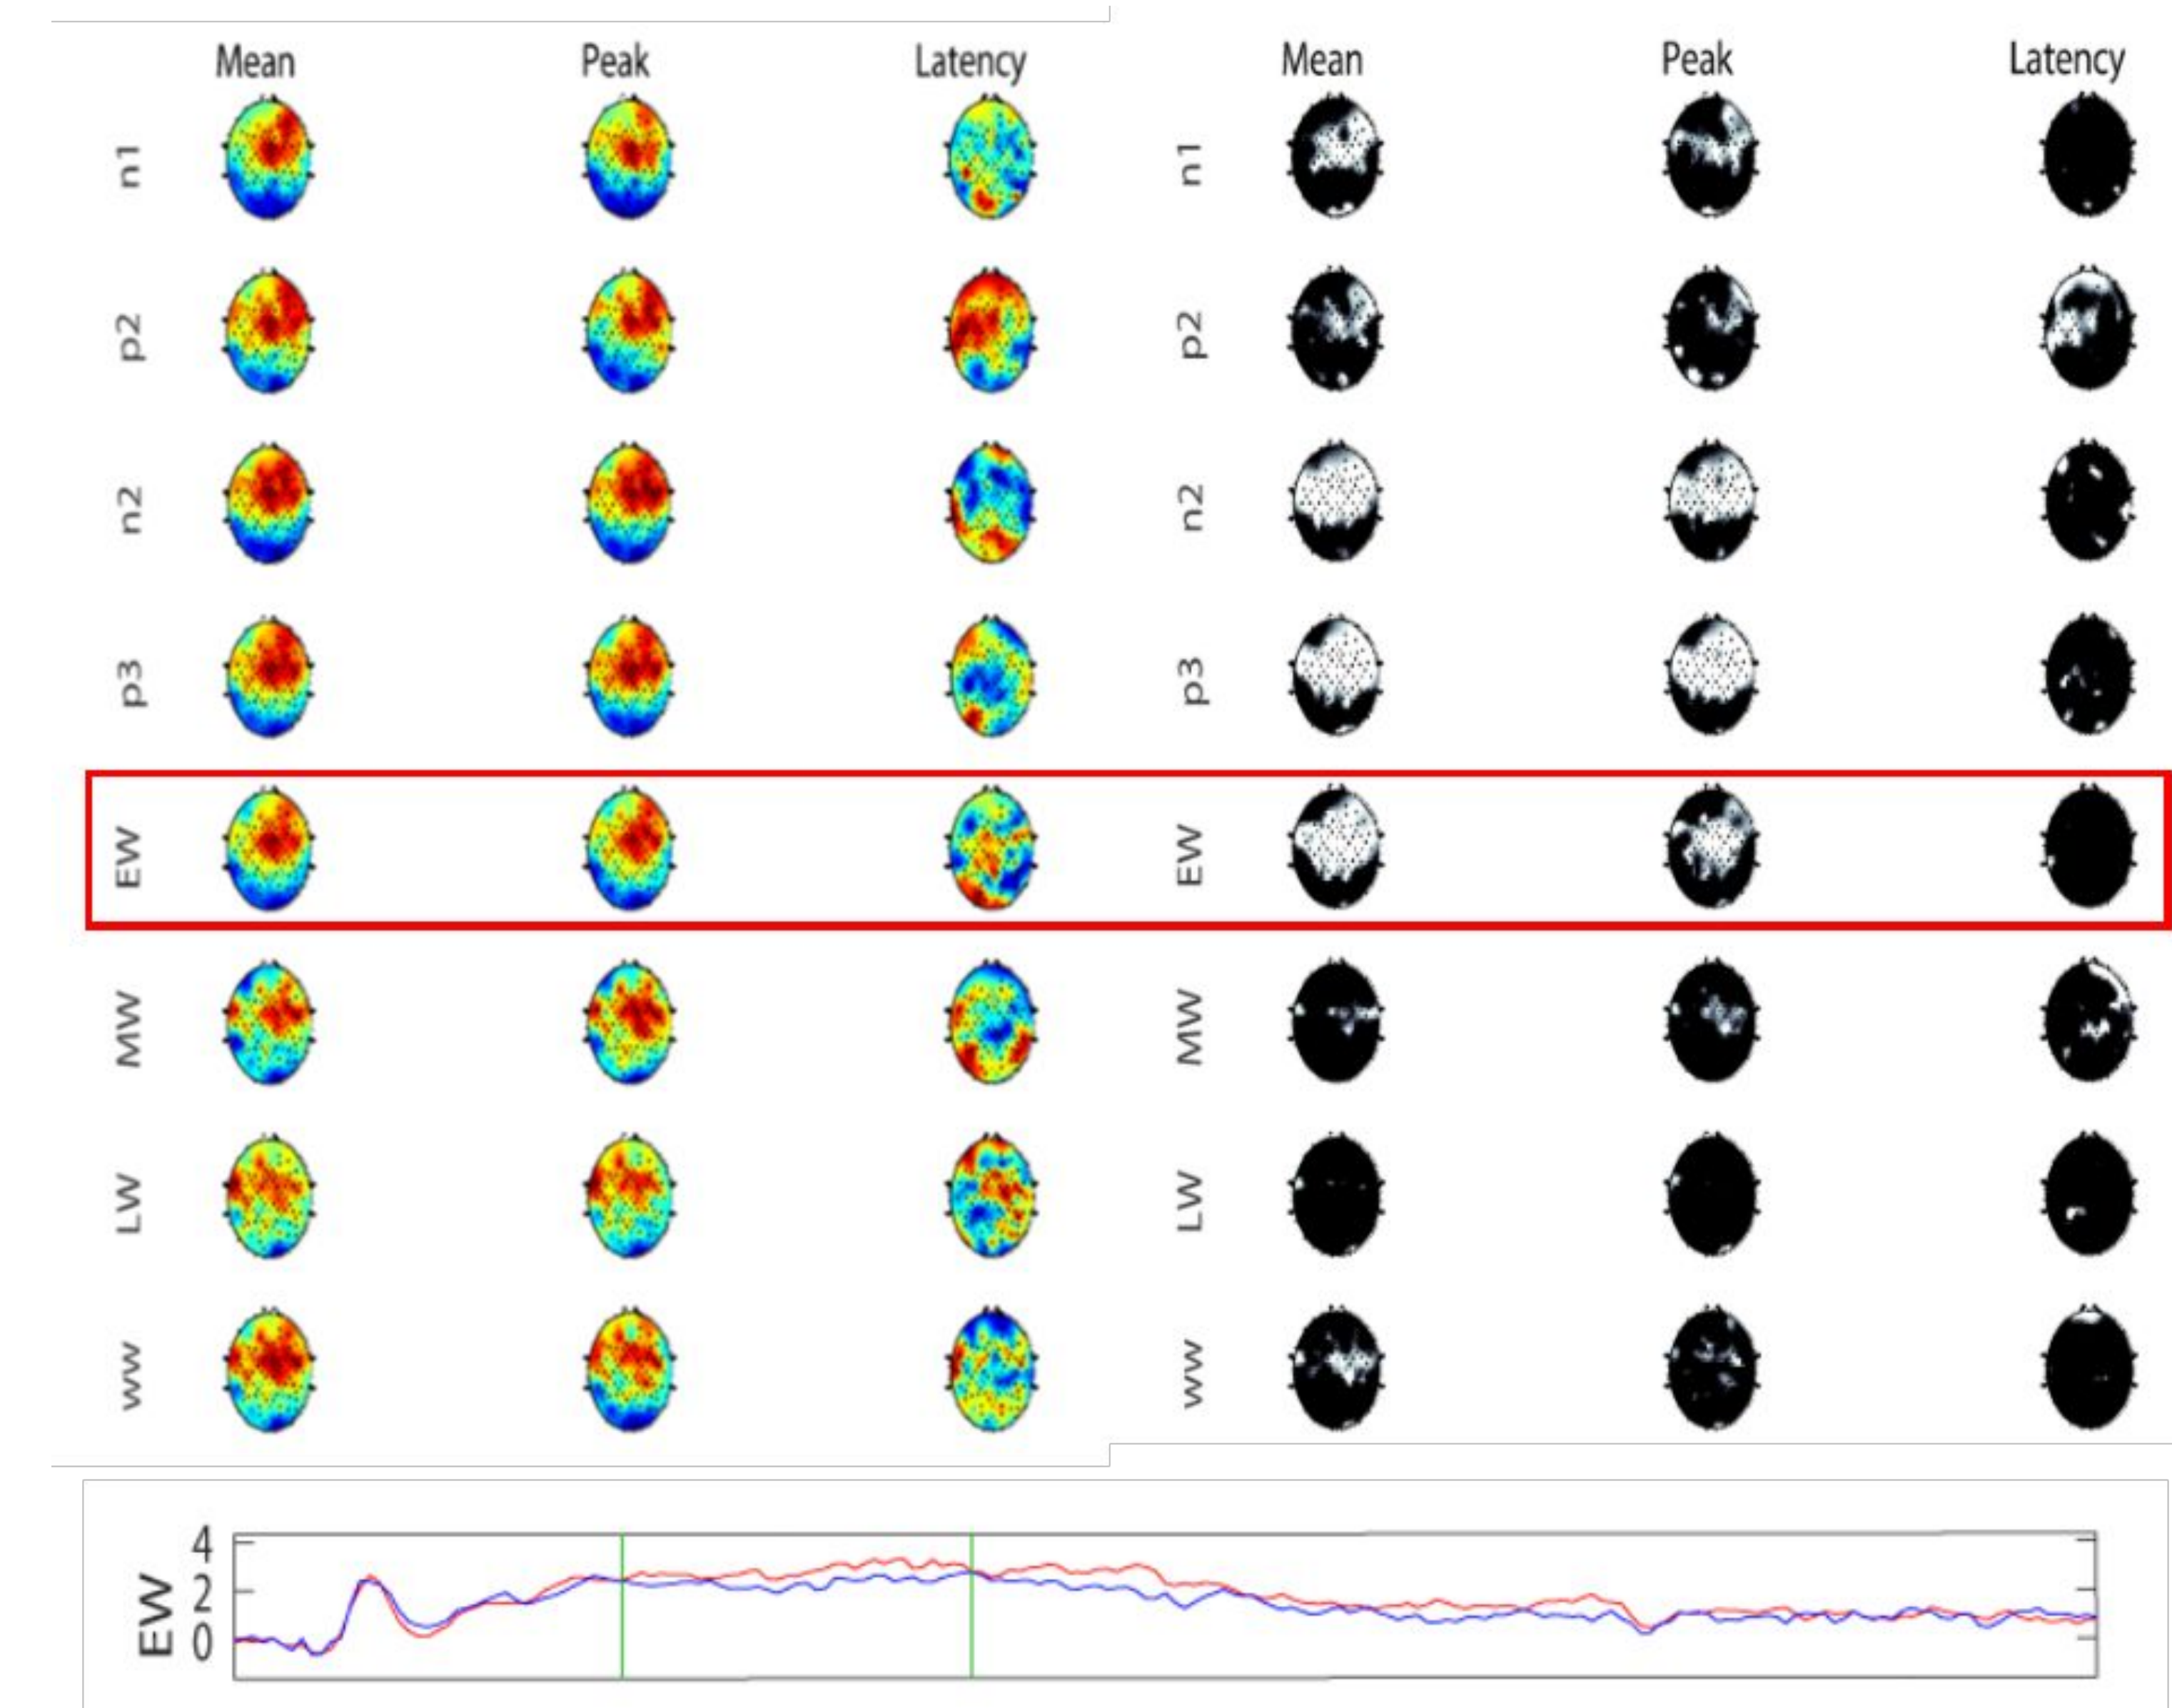 Mean Peak Latency Mean Peak Latency
n1 n1
p2 p2
n2 n2
p3 p3
EW EW
MW MW
LW LW
ww ww
EW
4
2
0